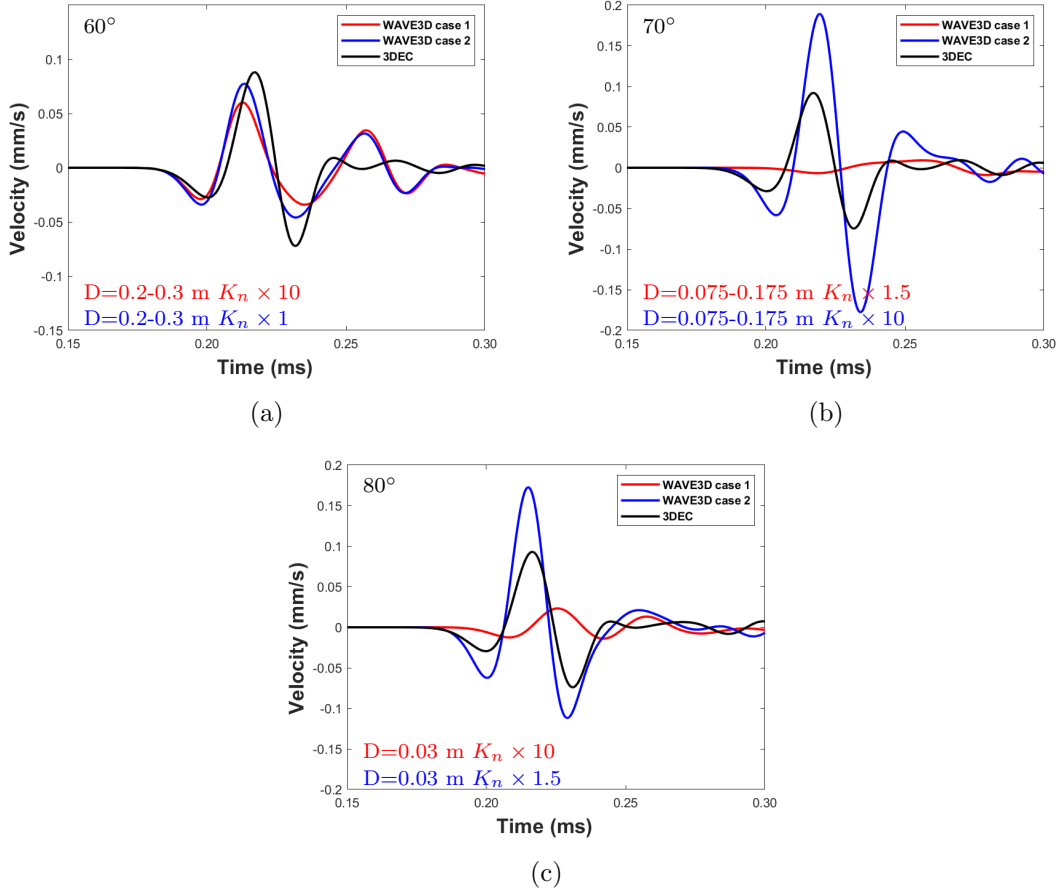 60°
WAVE3D case 1
WAVE3D case 2
3DEC
0.1
0.05
0
-0.05
-0.1
-0.15
Velocity (mm/s)
D=0.2-0.3 m K_n × 10
D=0.2-0.3 m K_n × 1
0.15 0.20 0.25 0.30
Time (ms)
(a)
70°
WAVE3D case 1
WAVE3D case 2
3DEC
0.2
0.15
0.1
0.05
0
-0.05
-0.1
-0.15
-0.2
Velocity (mm/s)
D=0.075-0.175 m K_n × 1.5
D=0.075-0.175 m K_n × 10
0.15 0.20 0.25 0.30
Time (ms)
(b)
80°
WAVE3D case 1
WAVE3D case 2
3DEC
0.2
0.15
0.1
0.05
0
-0.05
-0.1
-0.15
-0.2
Velocity (mm/s)
D=0.03 m K_n × 10
D=0.03 m K_n × 1.5
0.15 0.20 0.25 0.30
Time (ms)
(c)